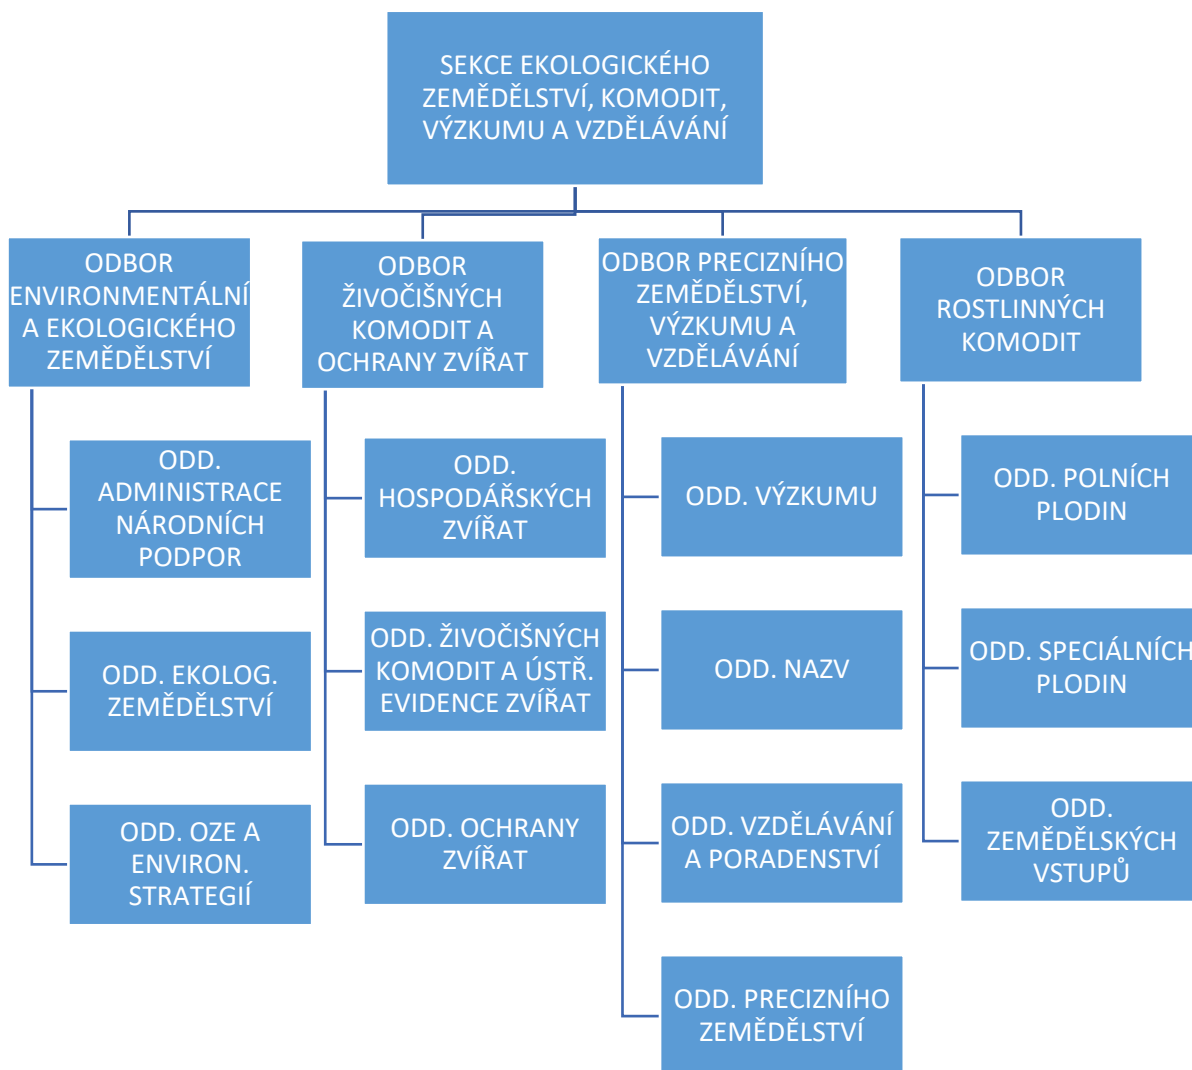 SEKCE EKOLOGICKÉHO
ZEMĚDĚLSTVÍ, KOMODIT,
VÝZKUMU A VZDĚLÁVÁNÍ
ODBOR
ENVIRONMENTÁLNÍ
A EKOLOGICKÉHO
ZEMĚDĚLSTVÍ
ODD.
ADMINISTRACE
NÁRODNÍCH
PODPOR
ODD. EKOLOG.
ZEMĚDĚLSTVÍ
ODD. OZE A
ENVIRON.
STRATEGIÍ
ODBOR
ŽIVOČIŠNÝCH
KOMODIT A
OCHRANY ZVÍŘAT
ODD.
HOSPODÁŘSKÝCH
ZVÍŘAT
ODD. ŽIVOČIŠNÝCH
KOMODIT A ÚSTŘ.
EVIDENCE ZVÍŘAT
ODD. OCHRANY
ZVÍŘAT
ODBOR PRECIZNÍHO
ZEMĚDĚLSTVÍ,
VÝZKUMU A
VZDĚLÁVÁNÍ
ODD. VÝZKUMU
ODD. NAZV
ODD. VZDĚLÁVÁNÍ
A PORADENSTVÍ
ODD. PRECIZNÍHO
ZEMĚDĚLSTVÍ
ODBOR
ROSTLINNÝCH
KOMODIT
ODD. POLNÍCH
PLODIN
ODD. SPECIÁLNÍCH
PLODIN
ODD.
ZEMĚDĚLSKÝCH
VSTUPŮ